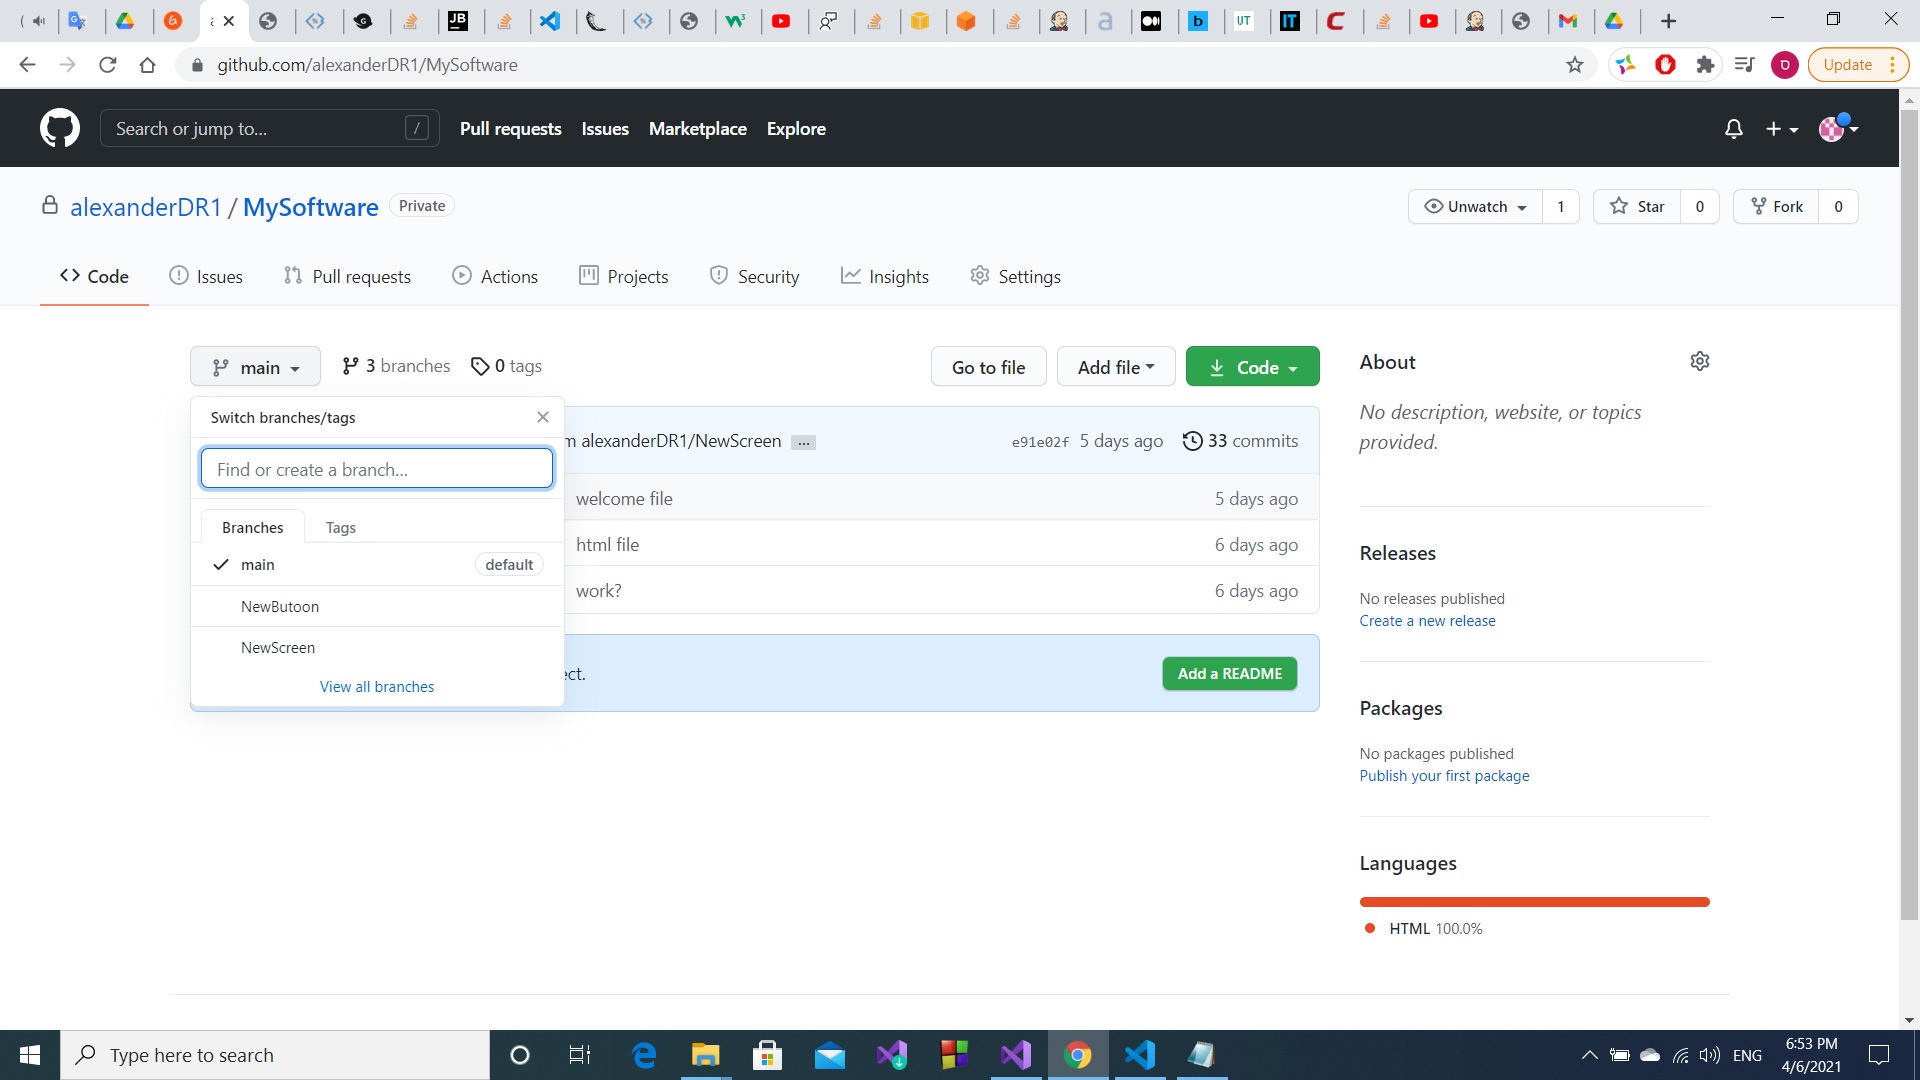 github.com/alexanderDR1/MySoftware
Update
Search or jump to...
/
Pull requests
Issues
Marketplace
Explore
alexanderDR1 / MySoftware
Private
Unwatch
1
Star
0
Fork
0
Code
Issues
Pull requests
Actions
Projects
Security
Insights
Settings
main
3 branches
0 tags
Go to file
Add file
Code
Switch branches/tags
Find or create a branch...
Branches
Tags
main
default
NewButoon
NewScreen
View all branches
m alexanderDR1/NewScreen
...
e91e02f
5 days ago
33 commits
welcome file
5 days ago
html file
6 days ago
work?
6 days ago
ect.
Add a README
About
No description, website, or topics
provided.
Releases
No releases published
Create a new release
Packages
No packages published
Publish your first package
Languages
HTML 100.0%
Type here to search
ENG
6:53 PM
4/6/2021